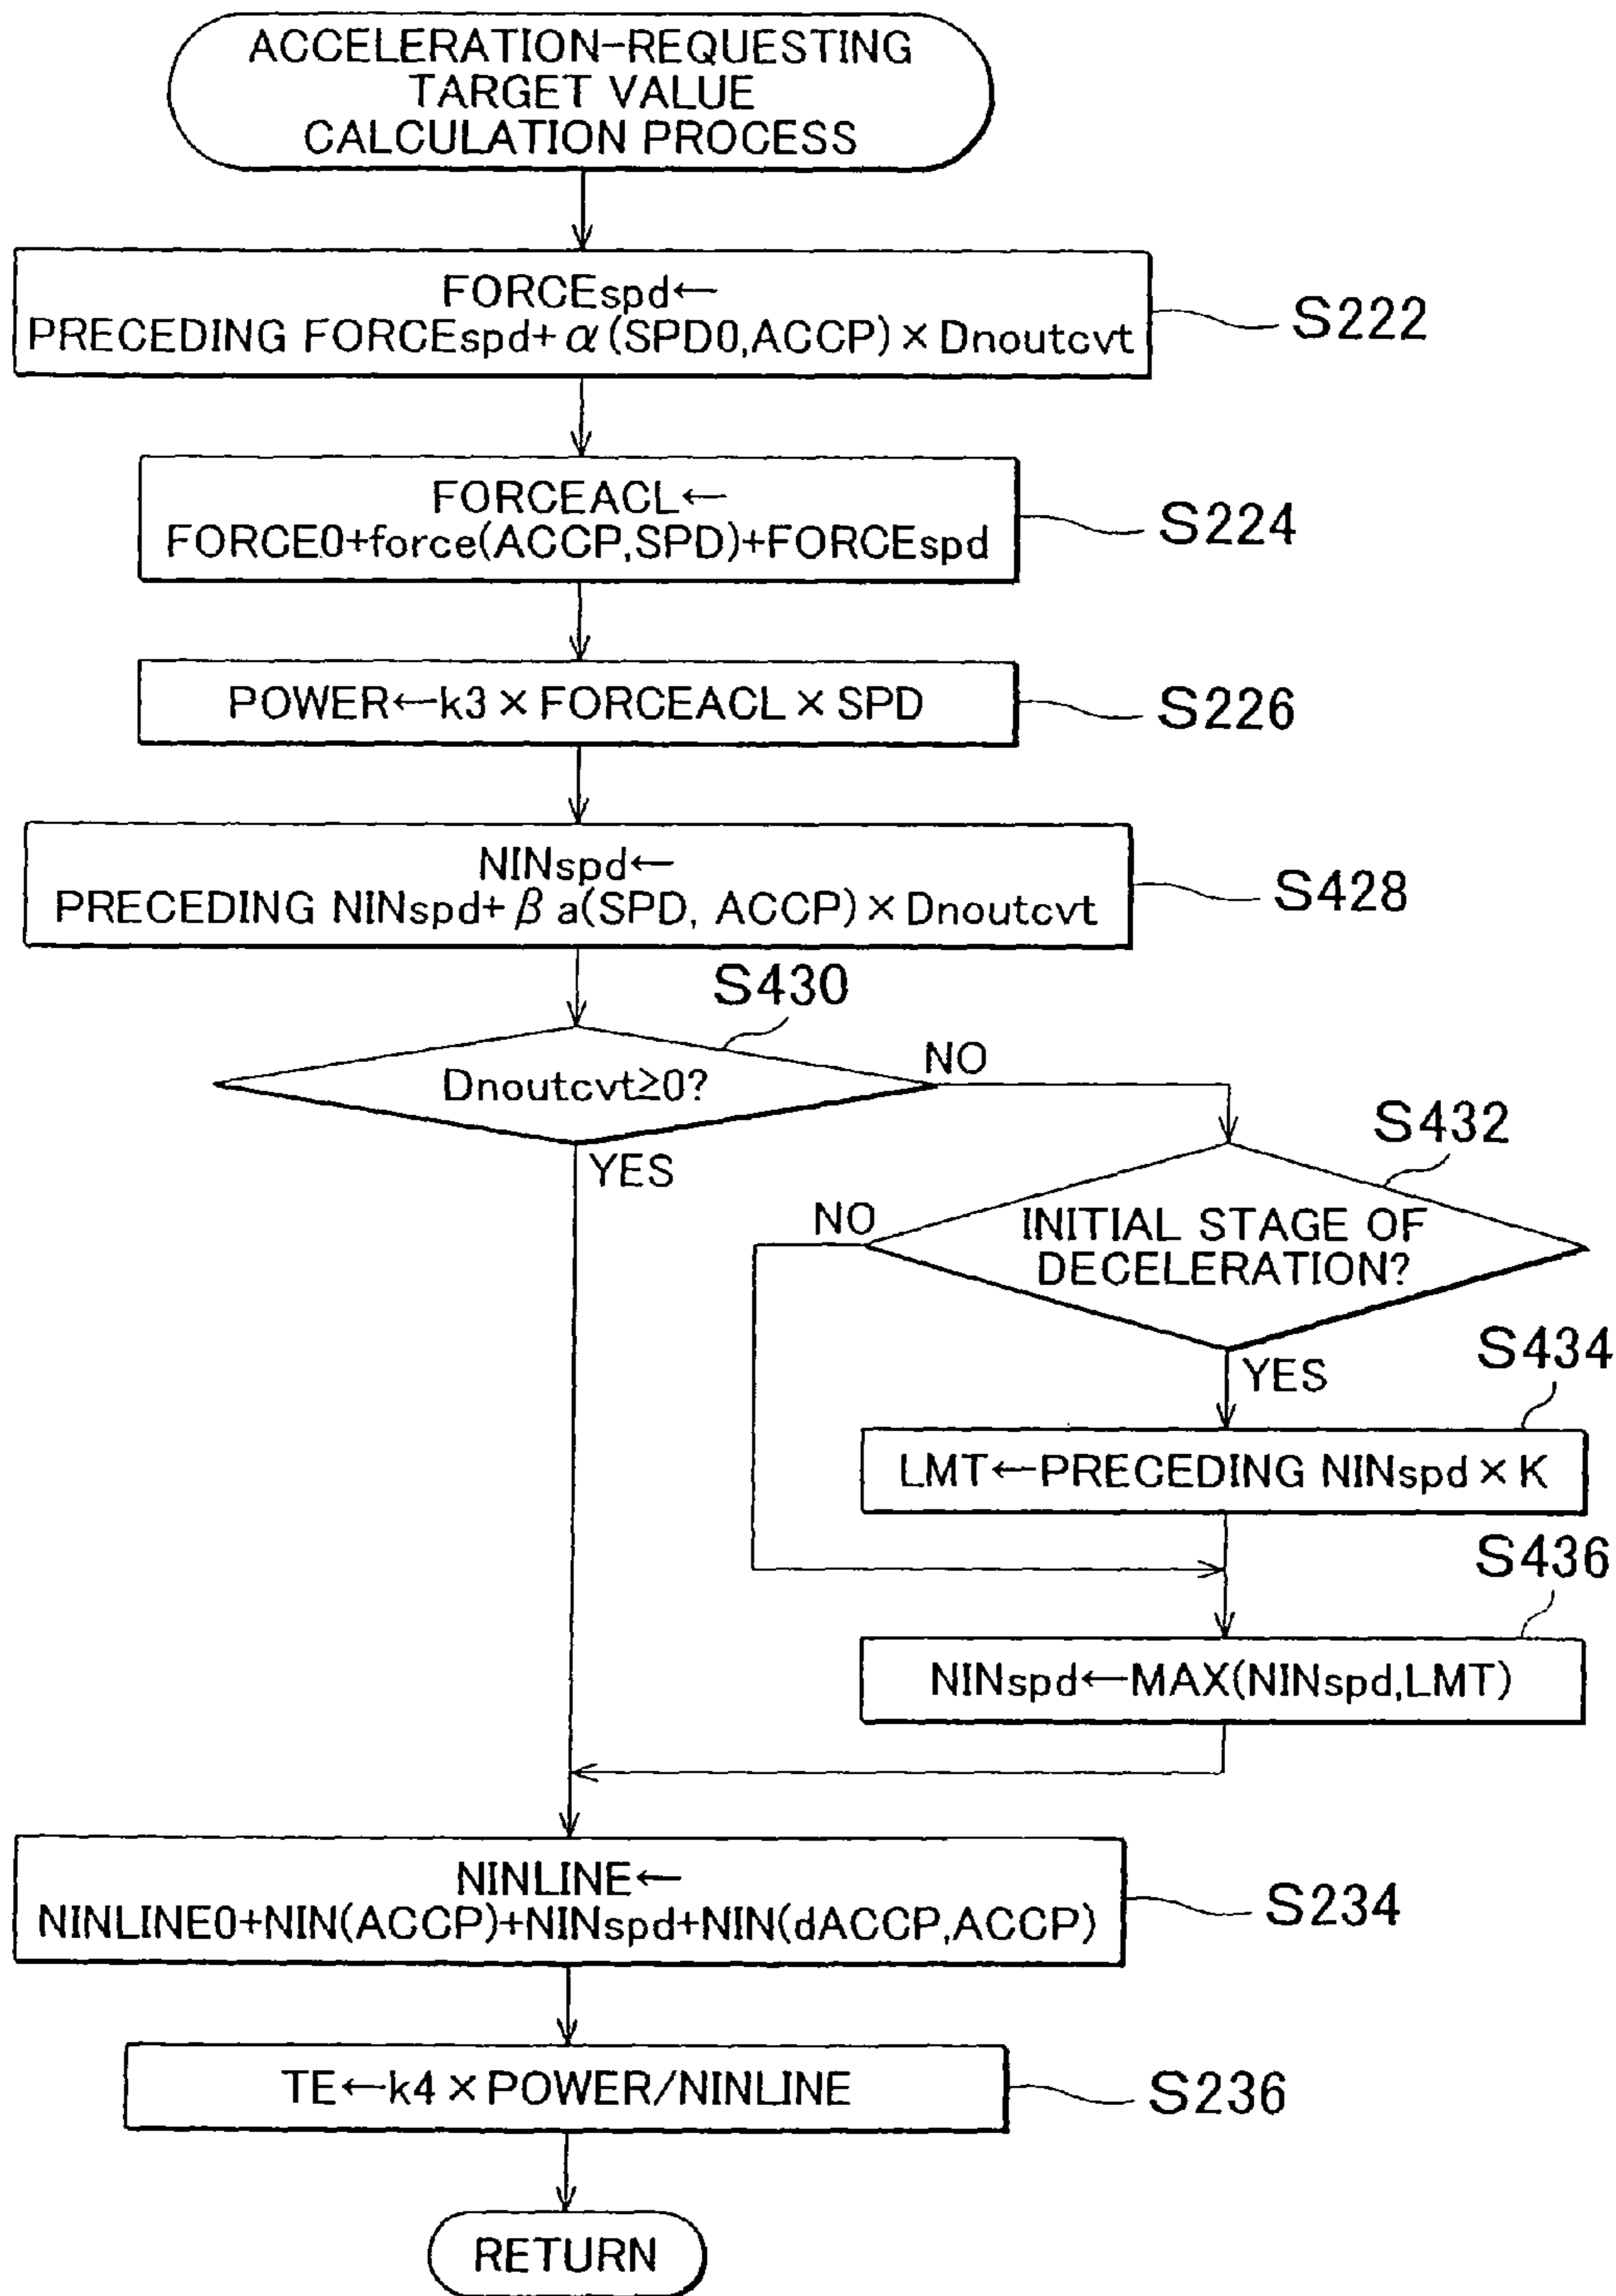 ACCELERATION-REQUESTING
TARGET VALUE
CALCULATION PROCESS
FORCEspd←
PRECEDING FORCEspd+α(SPD0,ACCP)×Dnoutcvt
S222
FORCEACL←
FORCE0+force(ACCP,SPD)+FORCEspd
S224
POWER←k3×FORCEACL×SPD
S226
NINspd←
PRECEDING NINspd+β a(SPD, ACCP)×Dnoutcvt
S428
S430
Dnoutcvt≥0?
NO
YES
S432
INITIAL STAGE OF
DECELERATION?
NO
YES
S434
LMT←PRECEDING NINspd×K
S436
NINspd←MAX(NINspd,LMT)
NINLINE←
NINLINE0+NIN(ACCP)+NINspd+NIN(dACCP,ACCP)
S234
TE←k4×POWER/NINLINE
S236
RETURN